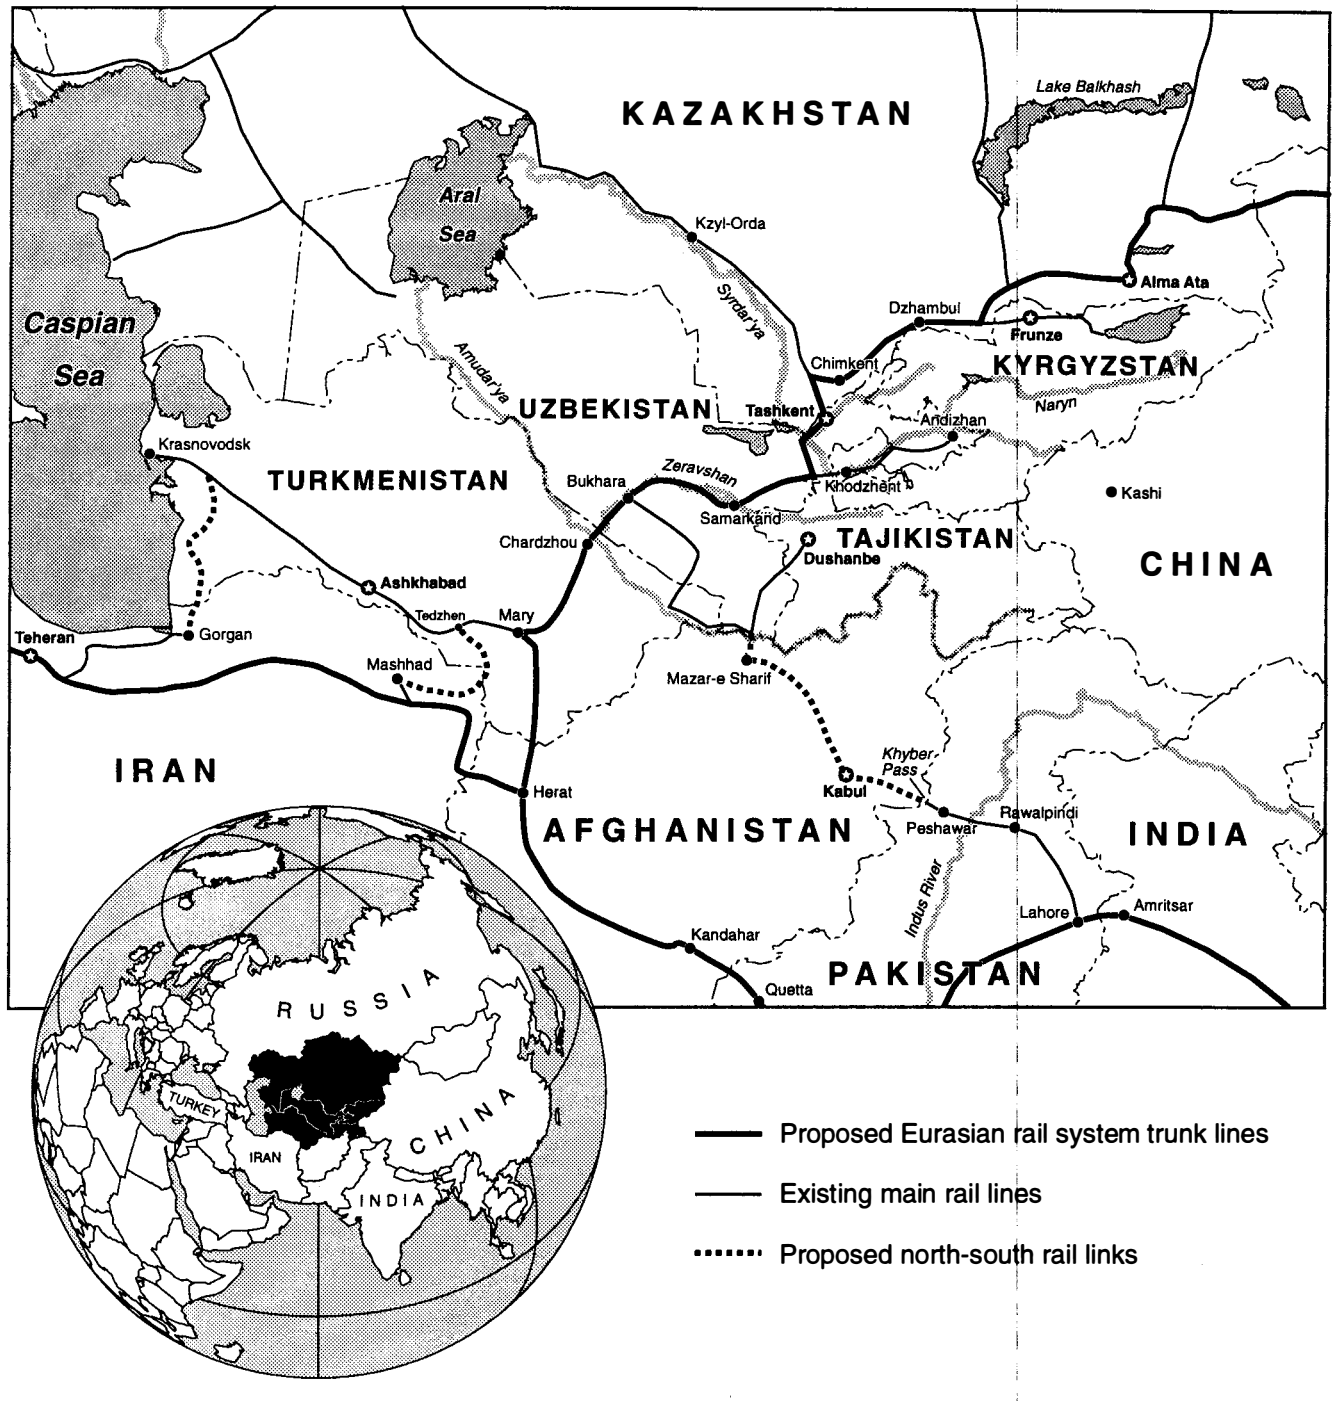 KAZAKHSTAN
Lake Balkhash
Aral
Sea
Kzyl-Orda
Syrdar'ya
Alma Ata
Dzhambul
Frunze
Caspian
Sea
Amudar'ya
Chimkent
KYRGYZSTAN
UZBEKISTAN
Tashkent
Naryn
Andizhan
Krasnovodsk
TURKMENISTAN
Bukhara
Zeravshan
Khodzhent
Kashi
Samarkand
Chardzhou
TAJIKISTAN
Dushanbe
CHINA
Ashkhabad
Tedzhen
Mary
Teheran
Gorgan
Mashhad
Mazar-e Sharif
IRAN
Khyber
Pass
Herat
Kabul
AFGHANISTAN
Peshawar
Rawalpindi
INDIA
Indus River
Lahore
Amritsar
Kandahar
PAKISTAN
Quetta
RUSSIA
TURKEY
CHINA
IRAN
INDIA
Proposed Eurasian rail system trunk lines
Existing main rail lines
Proposed north-south rail links